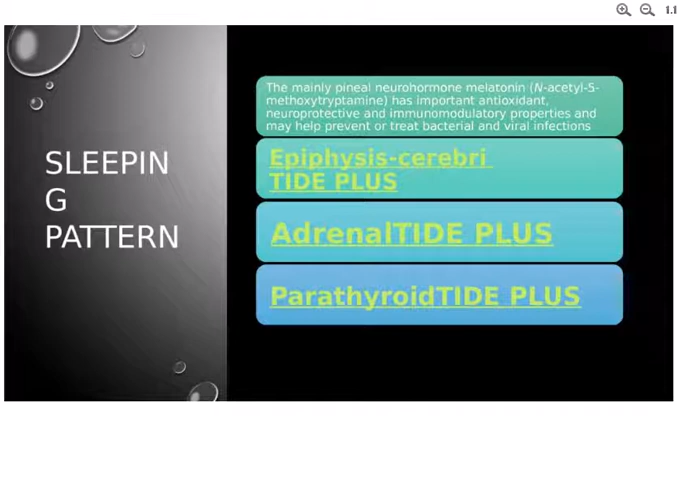 1.1
The mainly pineal neurohormone melatonin (N-acetyl-5-
methoxytryptamine) has important antioxidant,
neuroprotective and immunomodulatory properties and
may help prevent or treat bacterial and viral infections
SLEEPIN
G
PATTERN
Epiphysis-cerebri
TIDE PLUS
AdrenalTIDE PLUS
ParathyroidTIDE PLUS